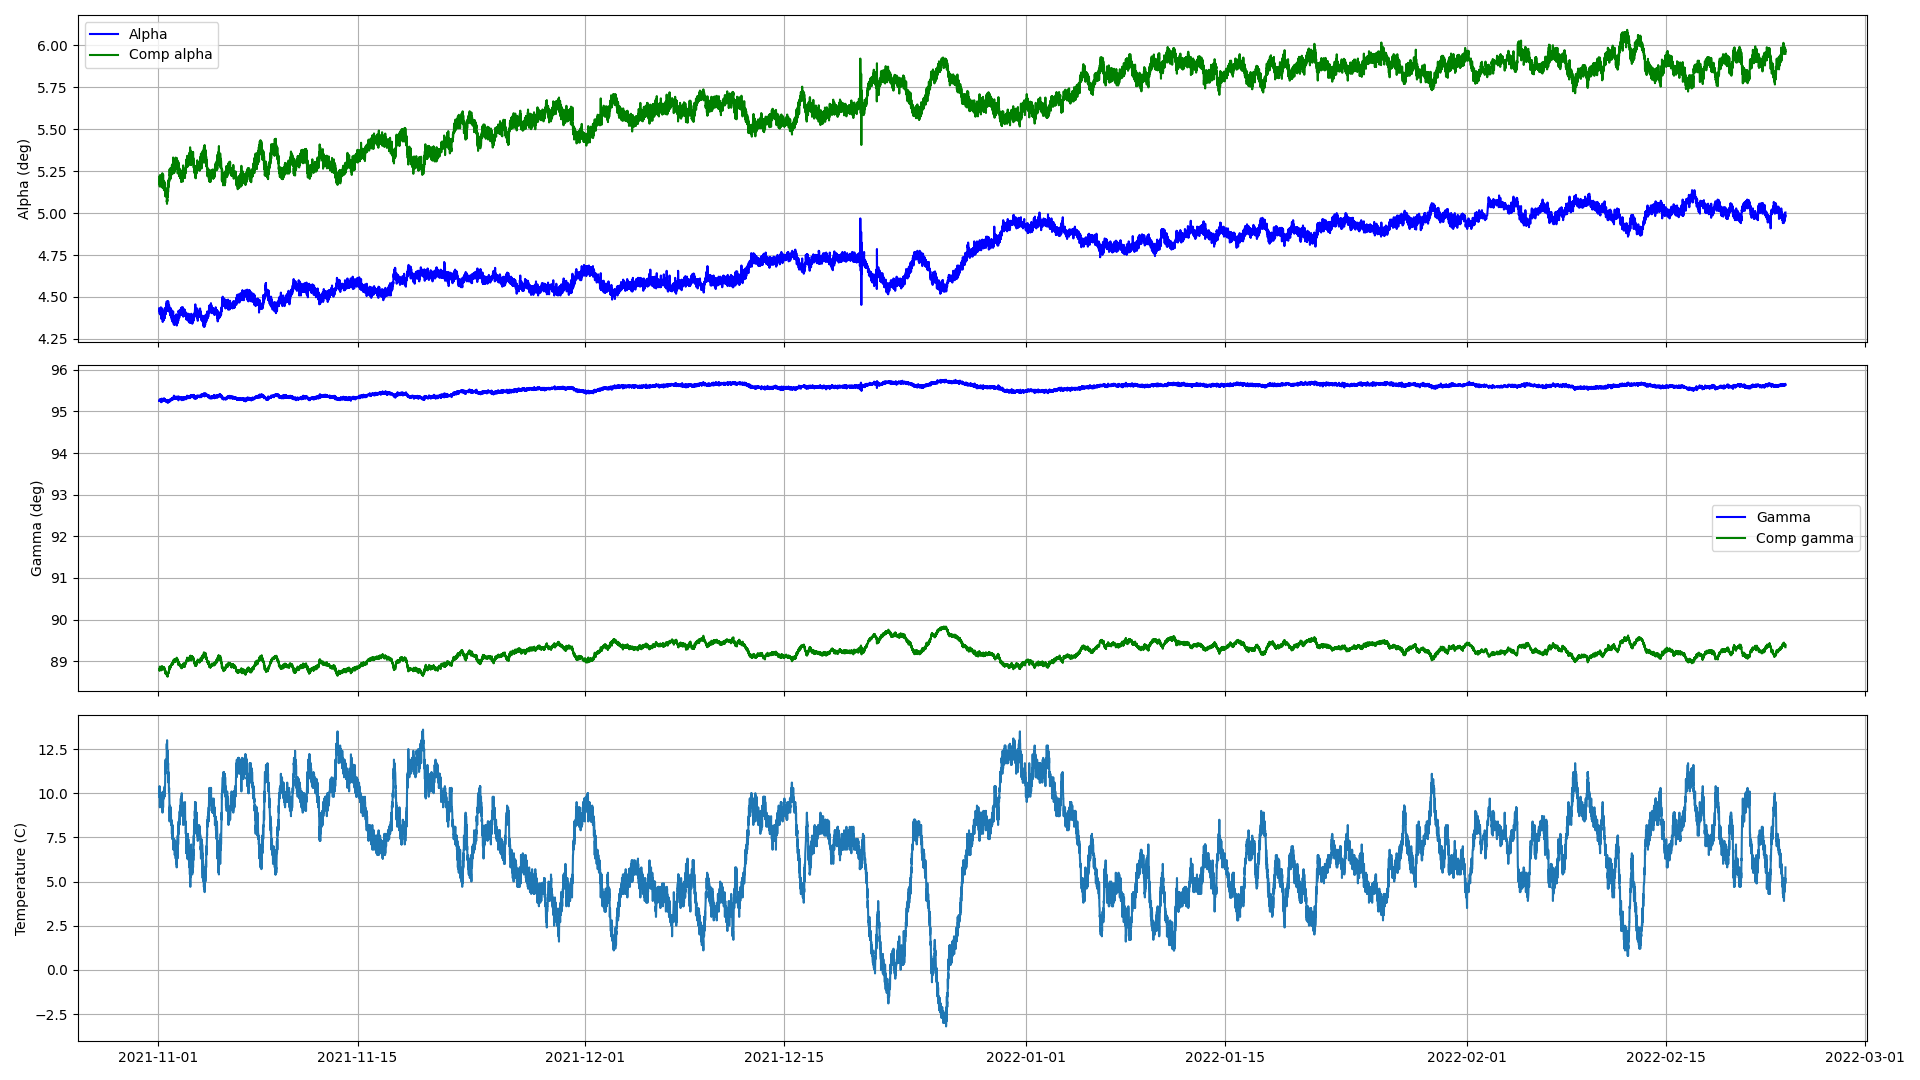 Alpha
Comp alpha
Alpha (deg)
6.00
5.75
5.50
5.25
5.00
4.75
4.50
4.25
Gamma
Comp gamma
Gamma (deg)
96
95
94
93
92
91
90
89
Temperature (C)
12.5
10.0
7.5
5.0
2.5
0.0
−2.5
2021-11-01 2021-11-15 2021-12-01 2021-12-15 2022-01-01 2022-01-15 2022-02-01 2022-02-15 2022-03-01